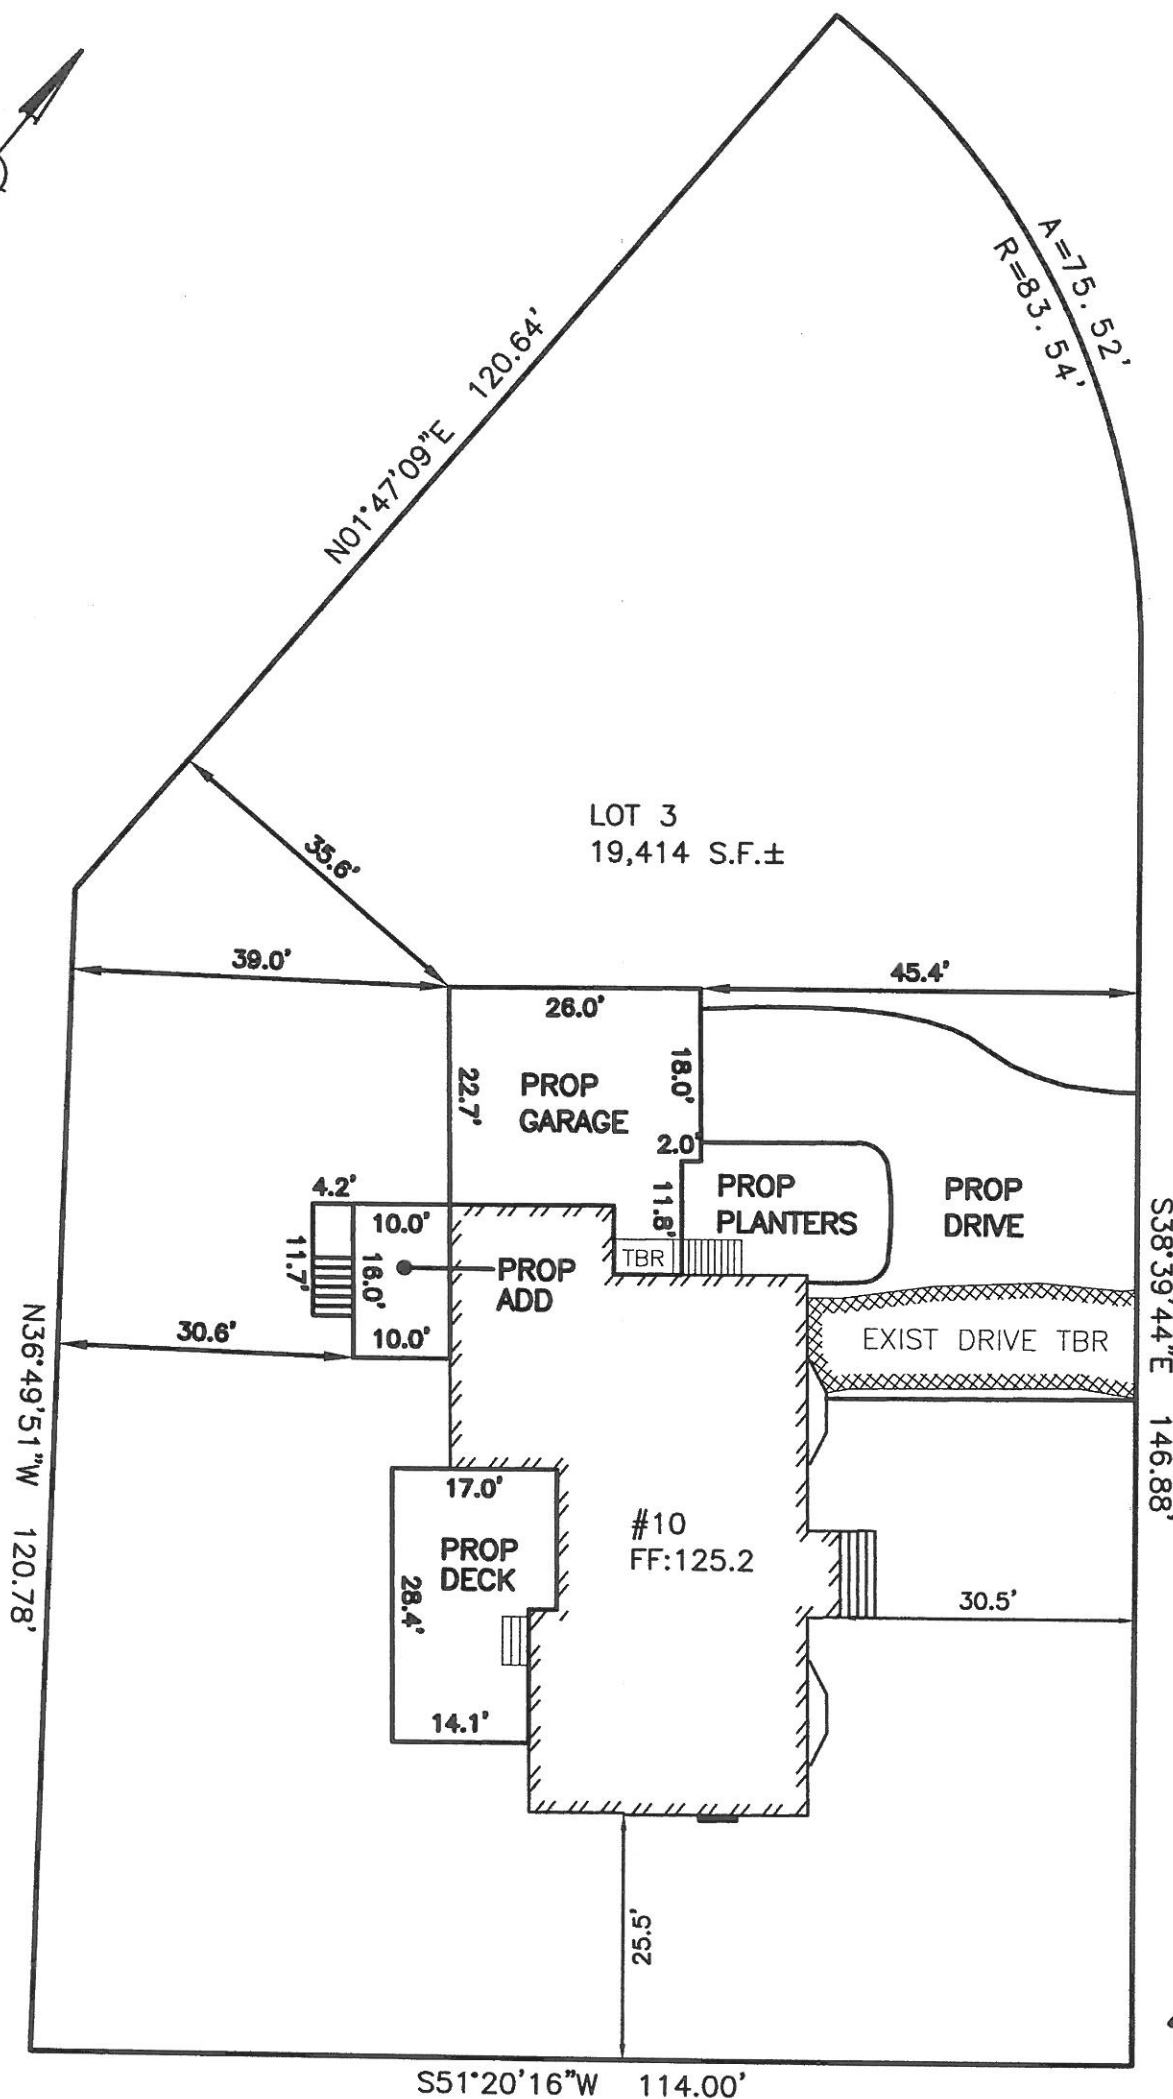 A=75.52'
R=83.54'
N01°47'09"E 120.64'
LOT 3
19,414 S.F.±
35.6'
39.0'
45.4'
26.0'
22.7'
PROP
GARAGE
18.0'
2.0'
11.8'
PROP
PLANTERS
PROP
DRIVE
4.2'
10.0'
11.7'
18.0'
10.0'
PROP
ADD
TBR
EXIST DRIVE TBR
30.6'
S38°39'44"E 146.88'
N36°49'51"W 120.78'
17.0'
PROP
DECK
28.4'
14.1'
#10
FF:125.2
30.5'
25.5'
S51°20'16"W 114.00'